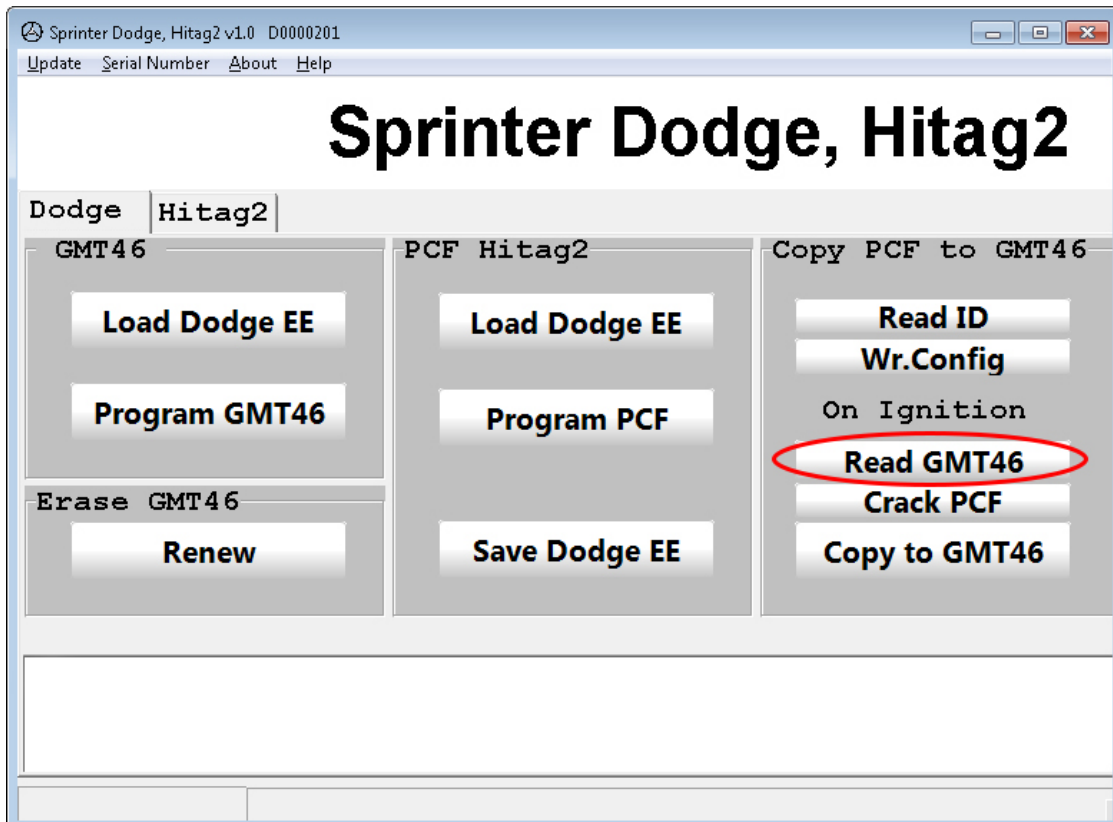 Sprinter Dodge, Hitag2 v1.0 D0000201
Update Serial Number About Help
Sprinter Dodge, Hitag2
Dodge Hitag2
GMT46
Load Dodge EE
Program GMT46
Erase GMT46
Renew
PCF Hitag2
Load Dodge EE
Program PCF
Save Dodge EE
Copy PCF to GMT46
Read ID
Wr.Config
On Ignition
Read GMT46
Crack PCF
Copy to GMT46